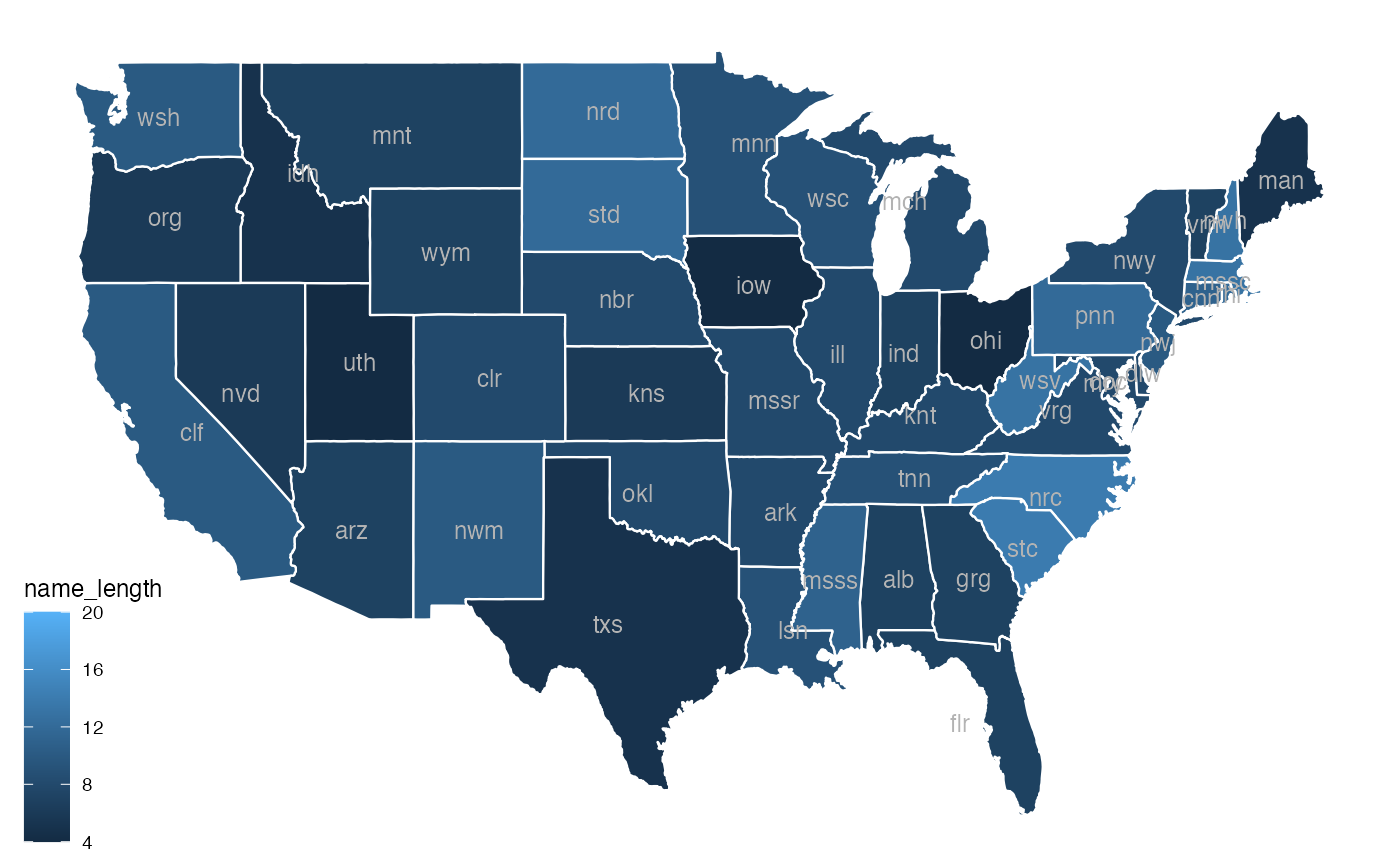 wsh
nrd
mnt
mnn
idh
man
wsc
mch
org
std
vrm
nwh
wym
nwy
iow
mssc
nbr
cnn
pnn
ohi
nwj
ill
ind
uth
clr
dlw
wsv
nvd
kns
mssr
vrg
knt
clf
tnn
okl
nrc
ark
arz
nwm
stc
msss
alb
grg
name_length
20
txs
lsn
16
12
flr
8
4